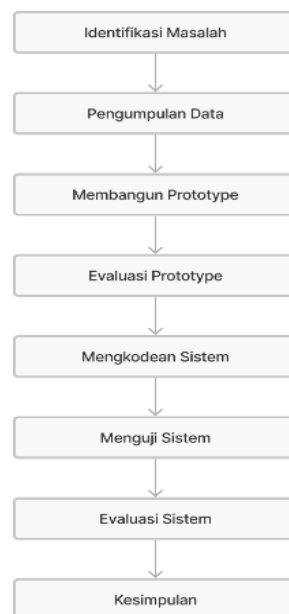 Identifikasi Masalah
Pengumpulan Data
Membangun Prototype
Evaluasi Prototype
Mengkodean Sistem
Menguji Sistem
Evaluasi Sistem
Kesimpulan